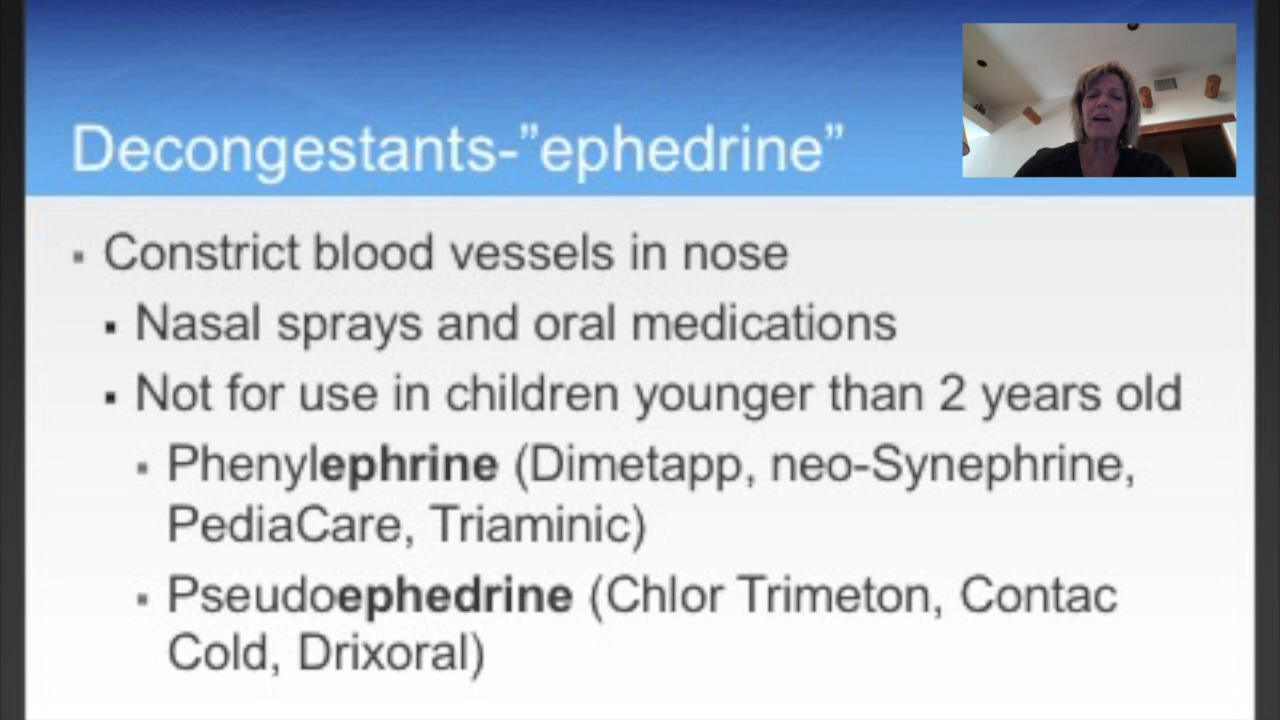 Decongestants-”ephedrine”
▪ Constrict blood vessels in nose
▪ Nasal sprays and oral medications
▪ Not for use in children younger than 2 years old
▪ Phenylephrine (Dimetapp, neo-Synephrine,
PediaCare, Triaminic)
▪ Pseudoephedrine (Chlor Trimeton, Contac
Cold, Drixoral)